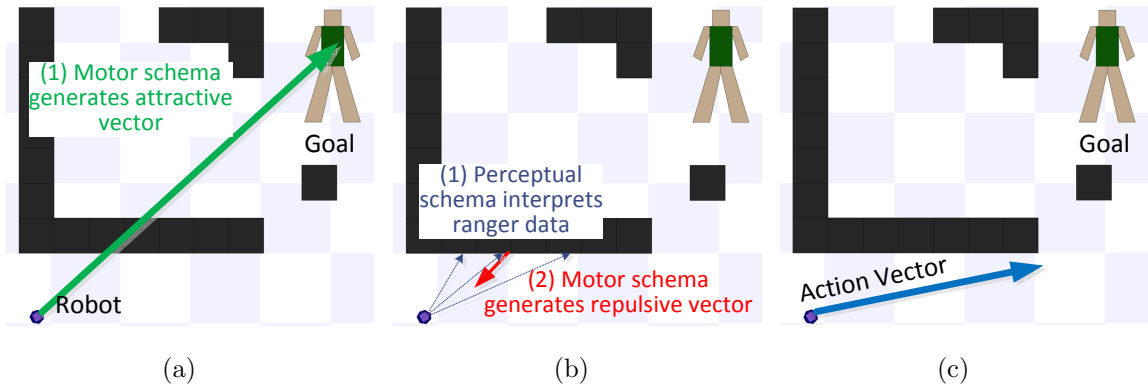 (1) Motor schema
generates attractive
vector
Goal
Robot
(a)
(1) Perceptual
schema interprets
ranger data
(2) Motor schema
generates repulsive vector
(b)
Goal
Action Vector
(c)